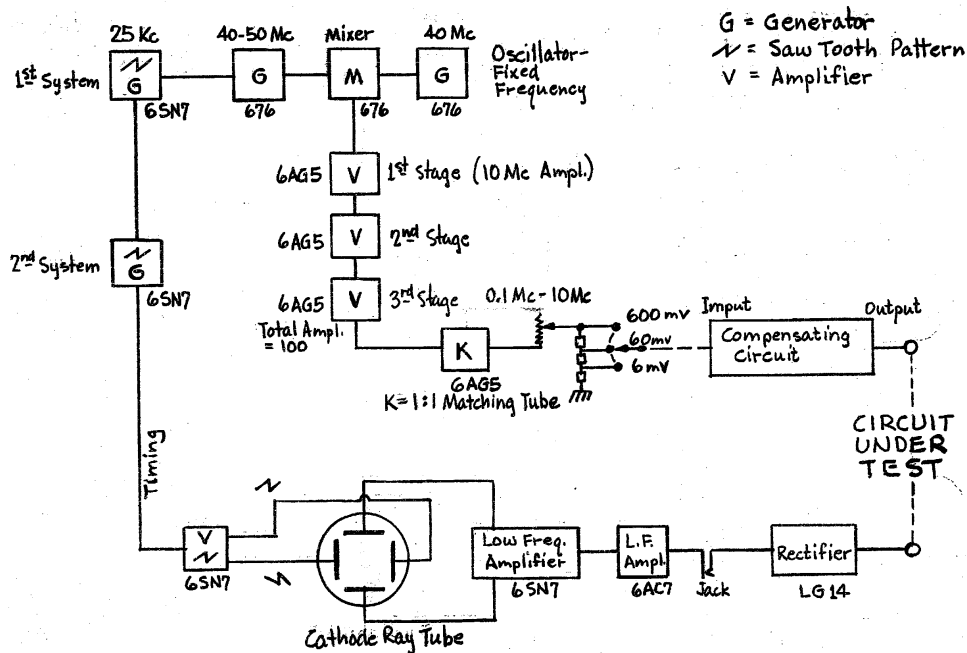 G = Generator
N = Saw Tooth Pattern
V = Amplifier
25 Kc
40-50 Mc
Mixer
40 Mc
Oscillator-
Fixed
Frequency
1st System
G
G
M
G
6SN7
676
676
676
6AG5
V
1st Stage (10 Mc Ampl.)
6AG5
V
2nd Stage
2nd System
G
6SN7
6AG5
V
3rd Stage
Total Ampl.
= 100
0.1 Mc - 10 Mc
600 mv
60mv
6 mV
K
6AG5
K=1:1 Matching Tube
Imput
Output
Compensating
Circuit
CIRCUIT
UNDER
TEST
Timing
V
6SN7
Cathode Ray Tube
Low Freq.
Amplifier
6SN7
L.F.
Ampl.
6AC7
Jack
Rectifier
LG14